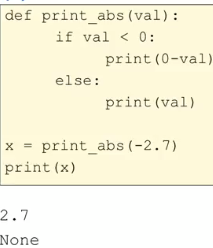 def print_abs(val):
    if val < 0:
        print(0-val)
    else:
        print(val)

x = print_abs(-2.7)
print(x)

2.7
None